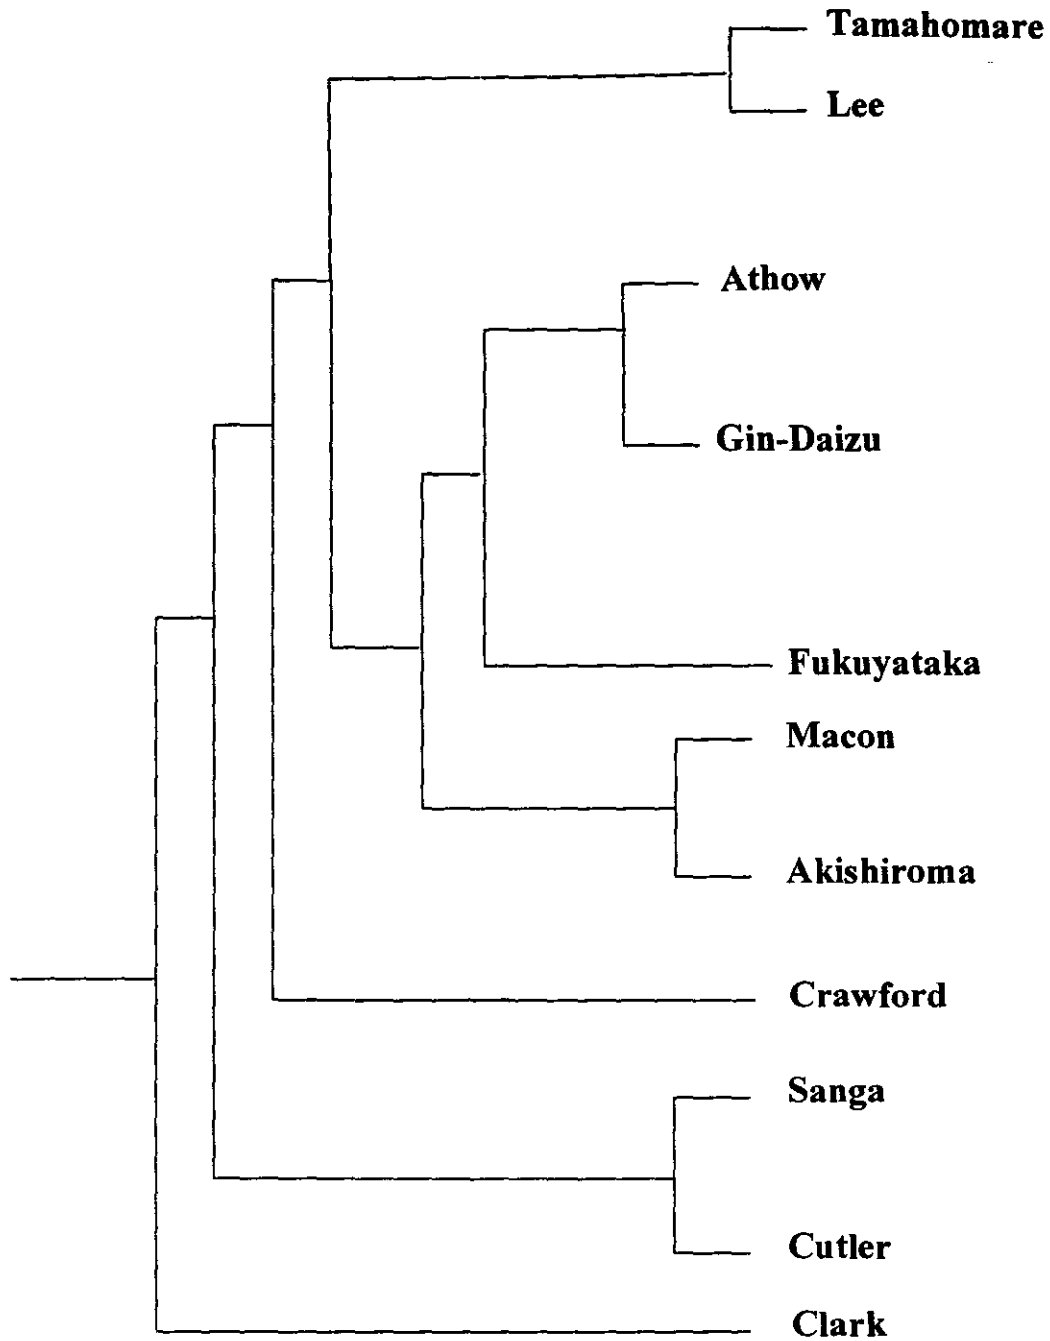 Tamahomare
Lee
Athow
Gin-Daizu
Fukuyataka
Macon
Akishiroma
Crawford
Sanga
Cutler
Clark